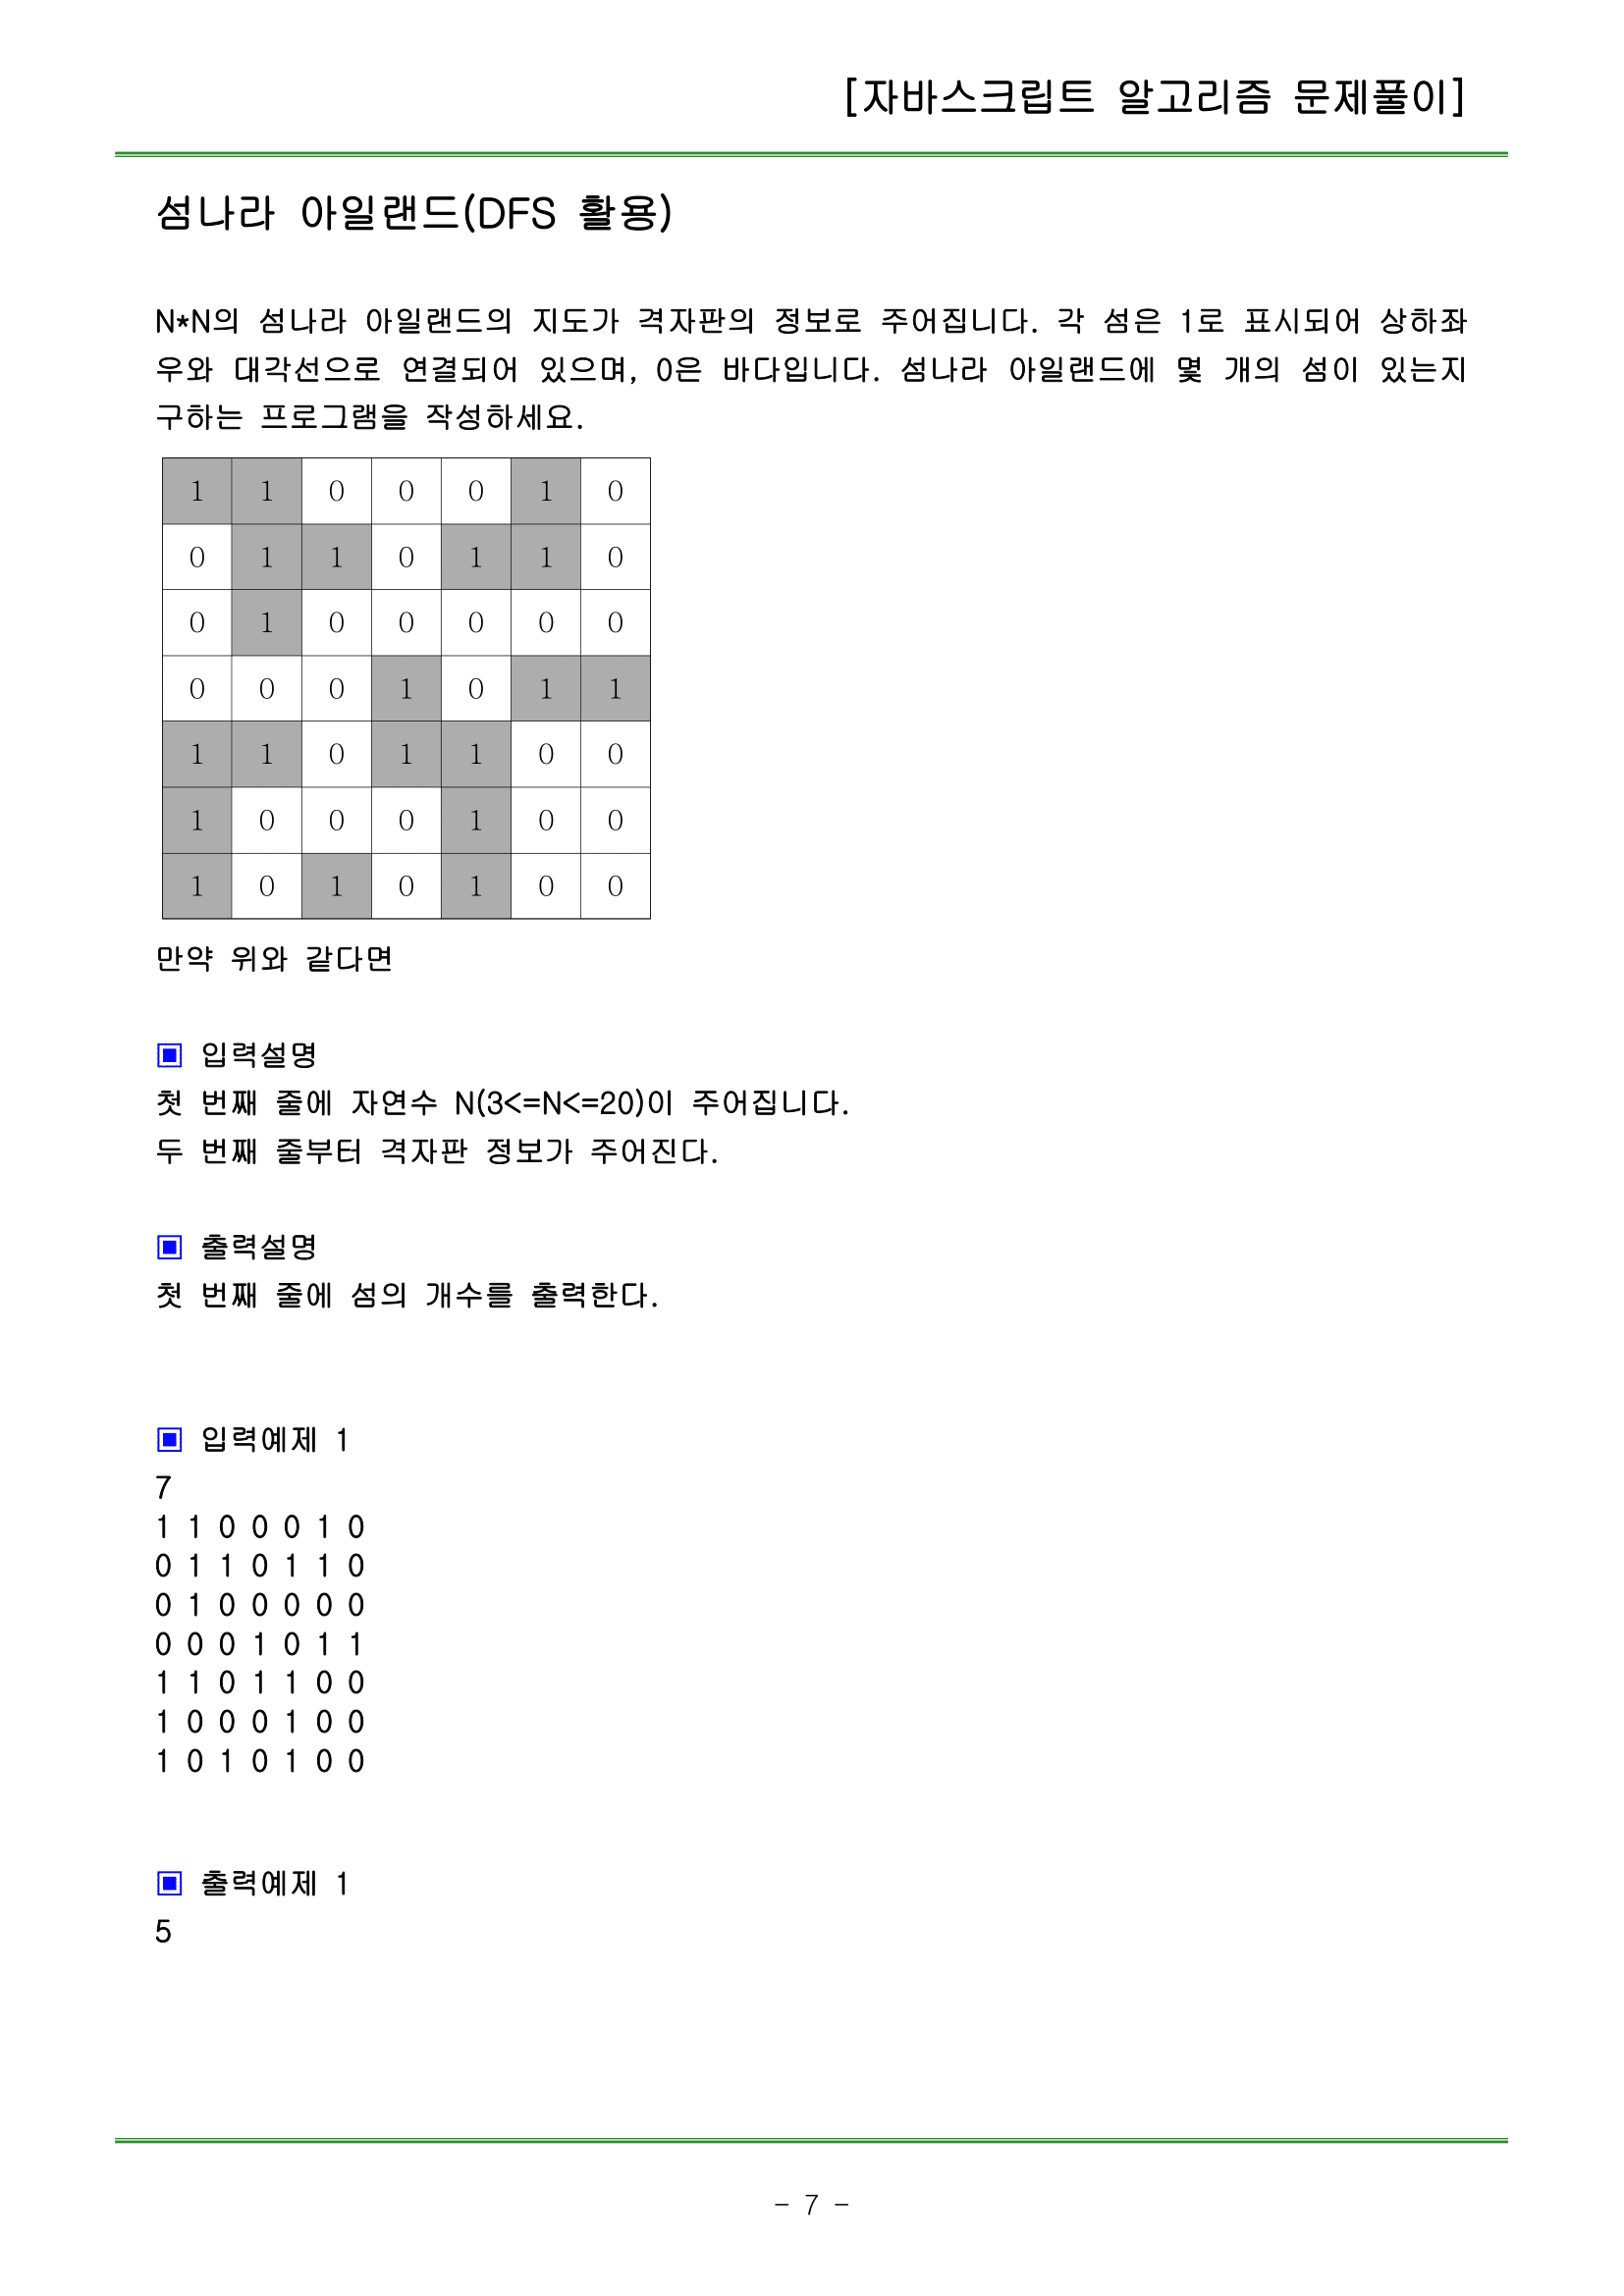 [자바스크립트 알고리즘 문제풀이]
섬나라 아일랜드(DFS 활용)
N*N의 섬나라 아일랜드의 지도가 격자판의 정보로 주어집니다. 각 섬은 1로 표시되어 상하좌
우와 대각선으로 연결되어 있으며, 0은 바다입니다. 섬나라 아일랜드에 몇 개의 섬이 있는지
구하는 프로그램을 작성하세요.
1 1 0 0 0 1 0
0 1 1 0 1 1 0
0 1 0 0 0 0 0
0 0 0 1 0 1 1
1 1 0 1 1 0 0
1 0 0 0 1 0 0
1 0 1 0 1 0 0
만약 위와 같다면
▣ 입력설명
첫 번째 줄에 자연수 N(3<=N<=20)이 주어집니다.
두 번째 줄부터 격자판 정보가 주어진다.
▣ 출력설명
첫 번째 줄에 섬의 개수를 출력한다.
▣ 입력예제 1
7
1 1 0 0 0 1 0
0 1 1 0 1 1 0
0 1 0 0 0 0 0
0 0 0 1 0 1 1
1 1 0 1 1 0 0
1 0 0 0 1 0 0
1 0 1 0 1 0 0
▣ 출력예제 1
5
- 7 -